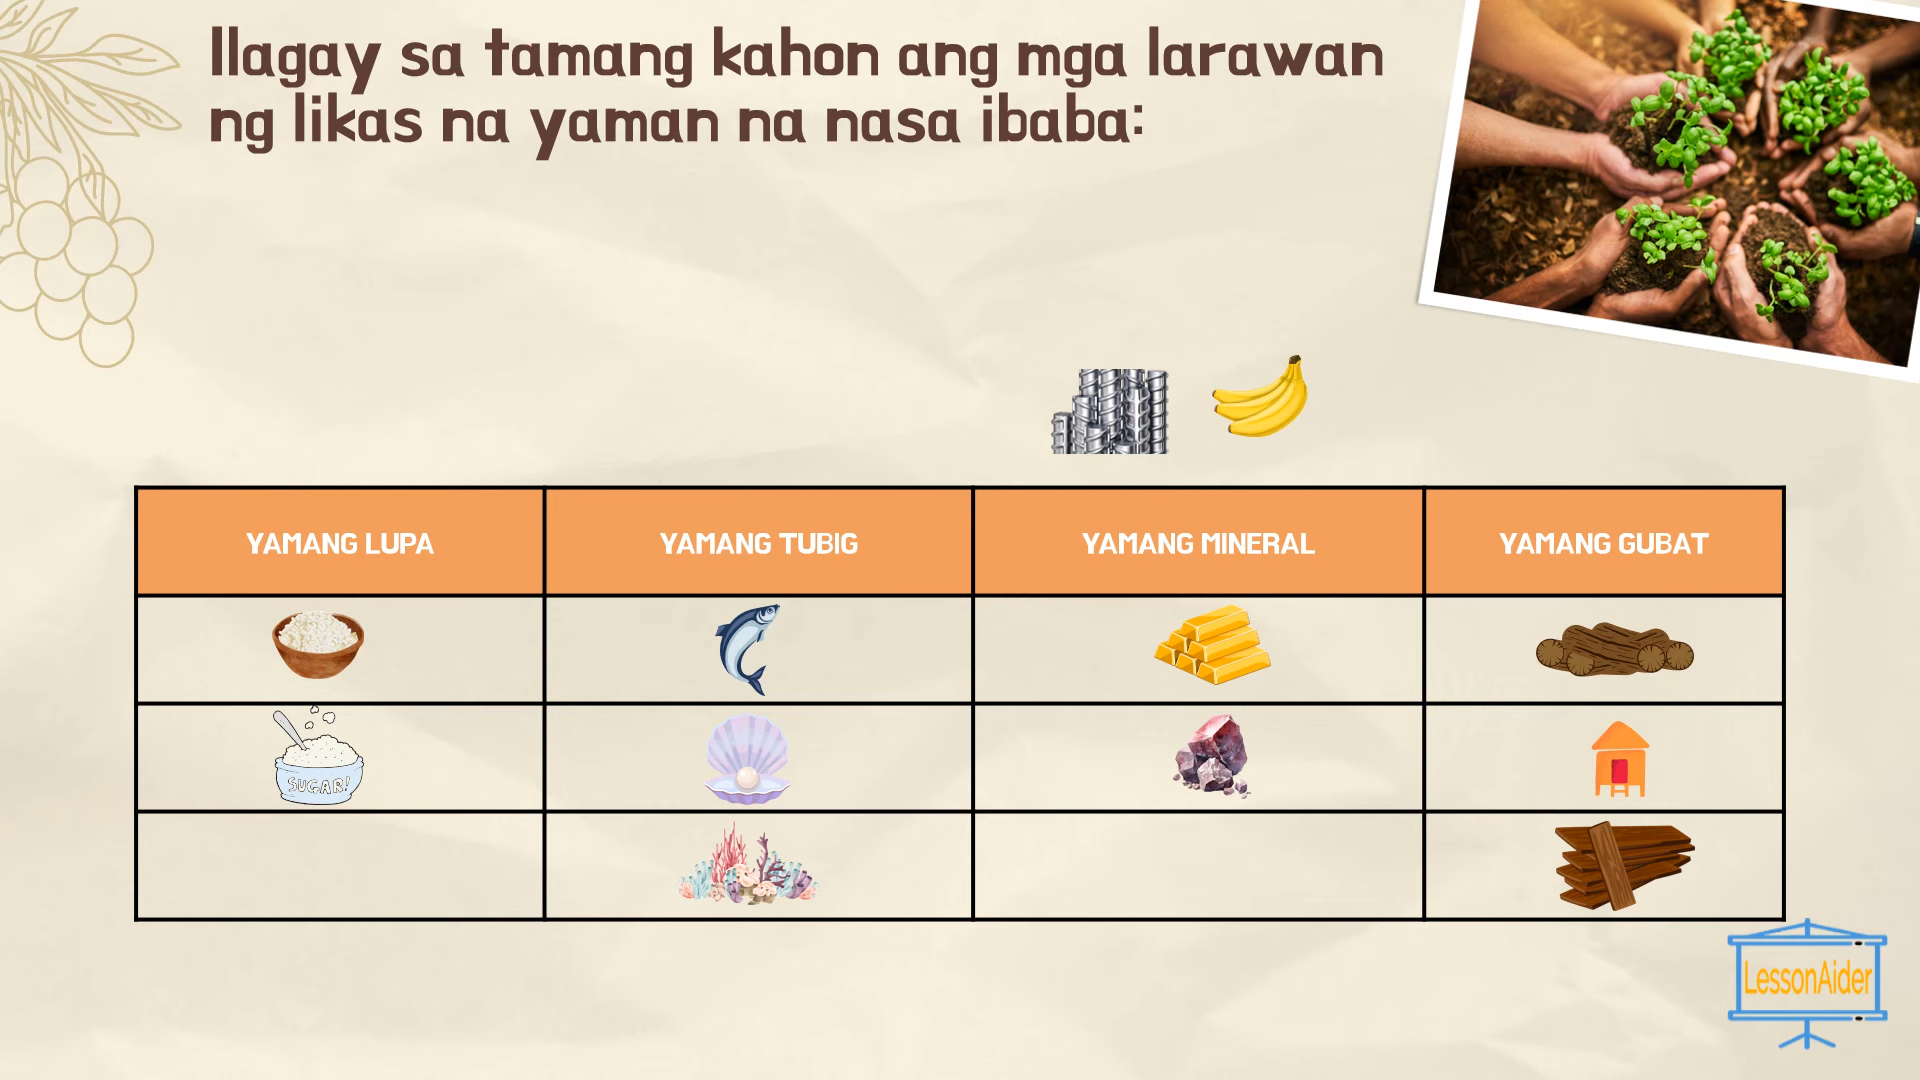 Ilagay sa tamang kahon ang mga larawan
ng likas na yaman na nasa ibaba:
YAMANG LUPA
YAMANG TUBIG
YAMANG MINERAL
YAMANG GUBAT
SUGAR!
LessonAider